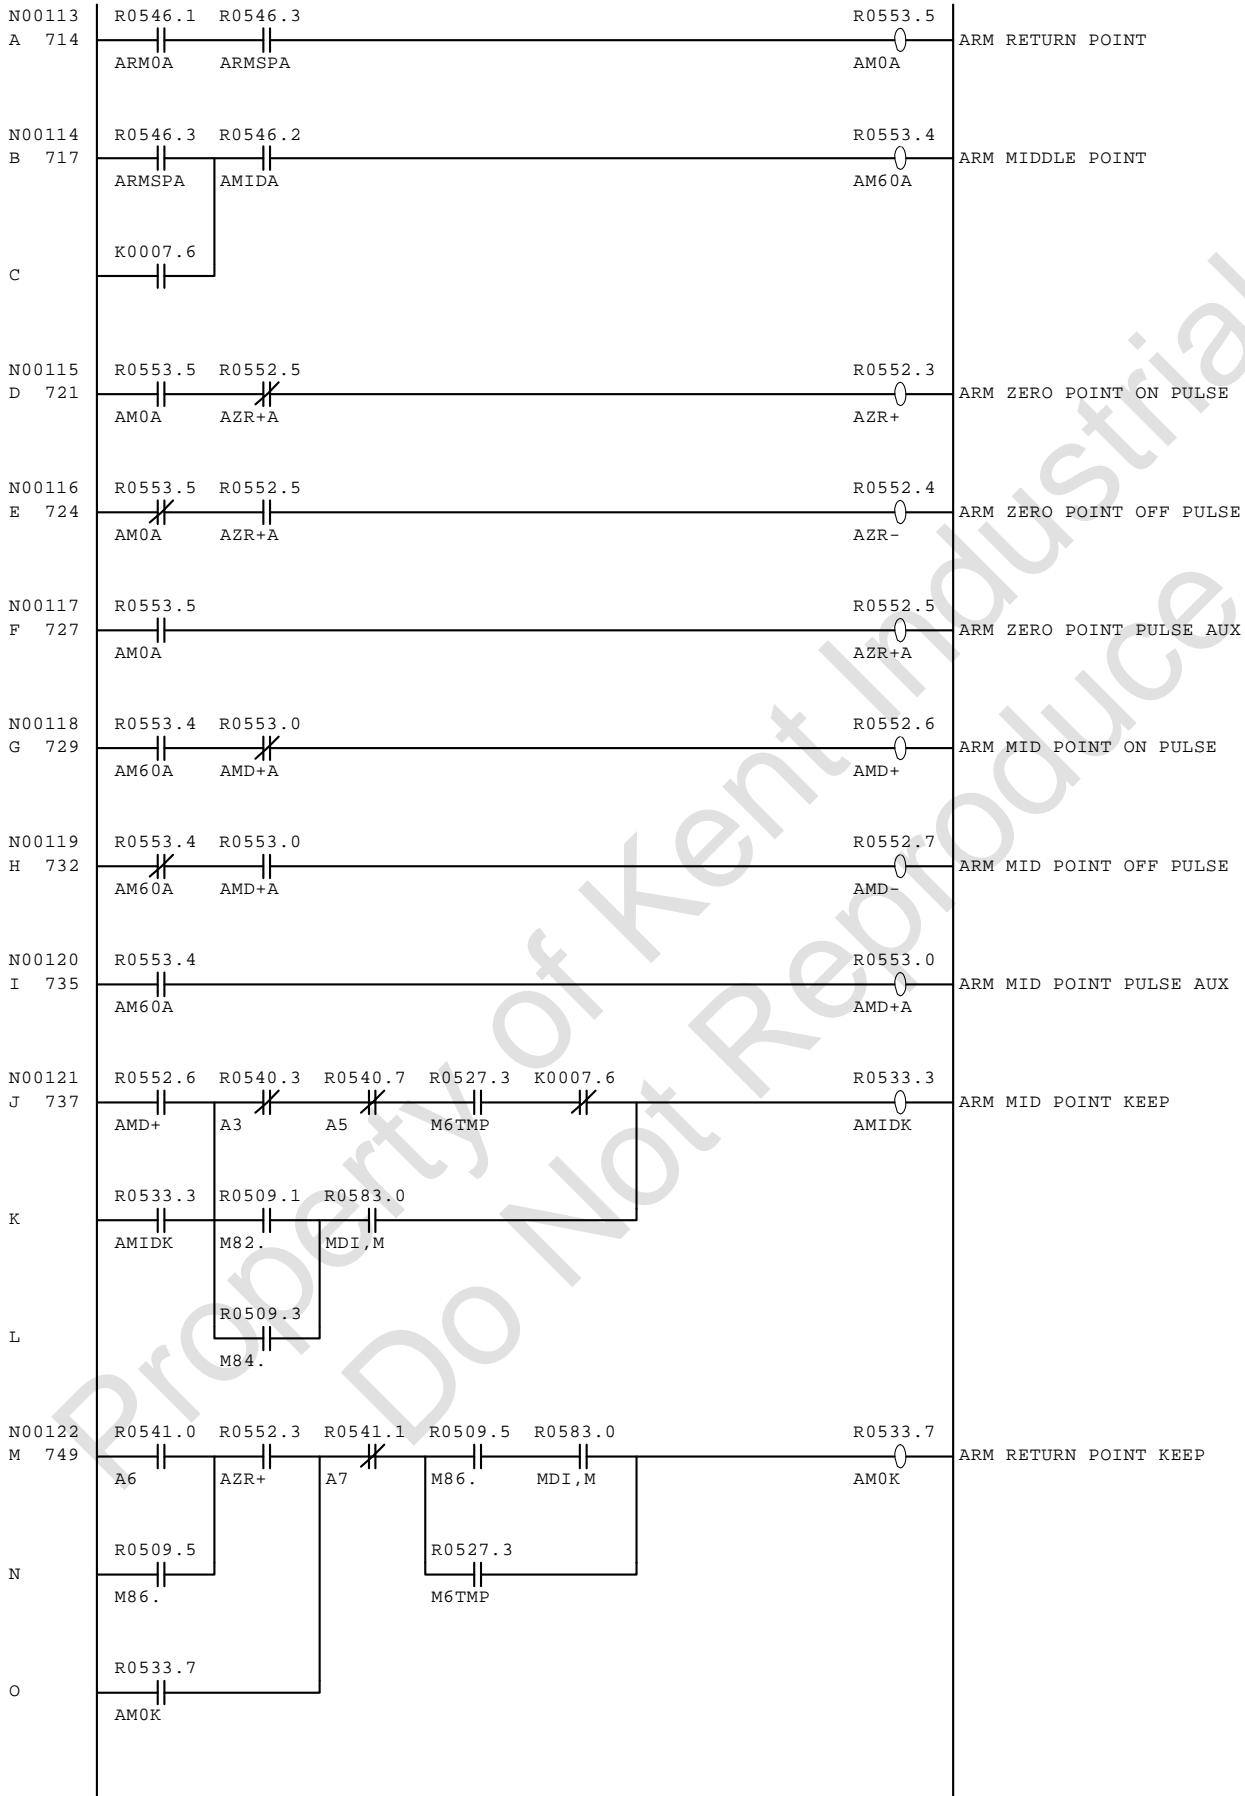 N00113 R0546.1 R0546.3 R0553.5
A 714 ARM RETURN POINT
ARM0A ARMSPA AM0A
N00114 R0546.3 R0546.2 R0553.4
B 717 ARM MIDDLE POINT
ARMSPA AMIDA AM60A
K0007.6
C
N00115 R0553.5 R0552.5 R0552.3
D 721 ARM ZERO POINT ON PULSE
AM0A AZR+A AZR+
N00116 R0553.5 R0552.5 R0552.4
E 724 ARM ZERO POINT OFF PULSE
AM0A AZR+A AZR-
N00117 R0553.5 R0552.5
F 727 ARM ZERO POINT PULSE AUX
AM0A AZR+A
N00118 R0553.4 R0553.0 R0552.6
G 729 ARM MID POINT ON PULSE
AM60A AMD+A AMD+
N00119 R0553.4 R0553.0 R0552.7
H 732 ARM MID POINT OFF PULSE
AM60A AMD+A AMD-
N00120 R0553.4 R0553.0
I 735 ARM MID POINT PULSE AUX
AM60A AMD+A
N00121 R0552.6 R0540.3 R0540.7 R0527.3 K0007.6 R0533.3
J 737 ARM MID POINT KEEP
AMD+ A3 A5 M6TMP AMIDK
R0533.3 R0509.1 R0583.0
K
AMIDK M82. MDI,M
R0509.3
L
M84.
N00122 R0541.0 R0552.3 R0541.1 R0509.5 R0583.0 R0533.7
M 749 ARM RETURN POINT KEEP
A6 AZR+ A7 M86. MDI,M AM0K
R0509.5 R0527.3
N
M86. M6TMP
R0533.7
O
AM0K
Property of Kent Industrial
Do Not Reproduce